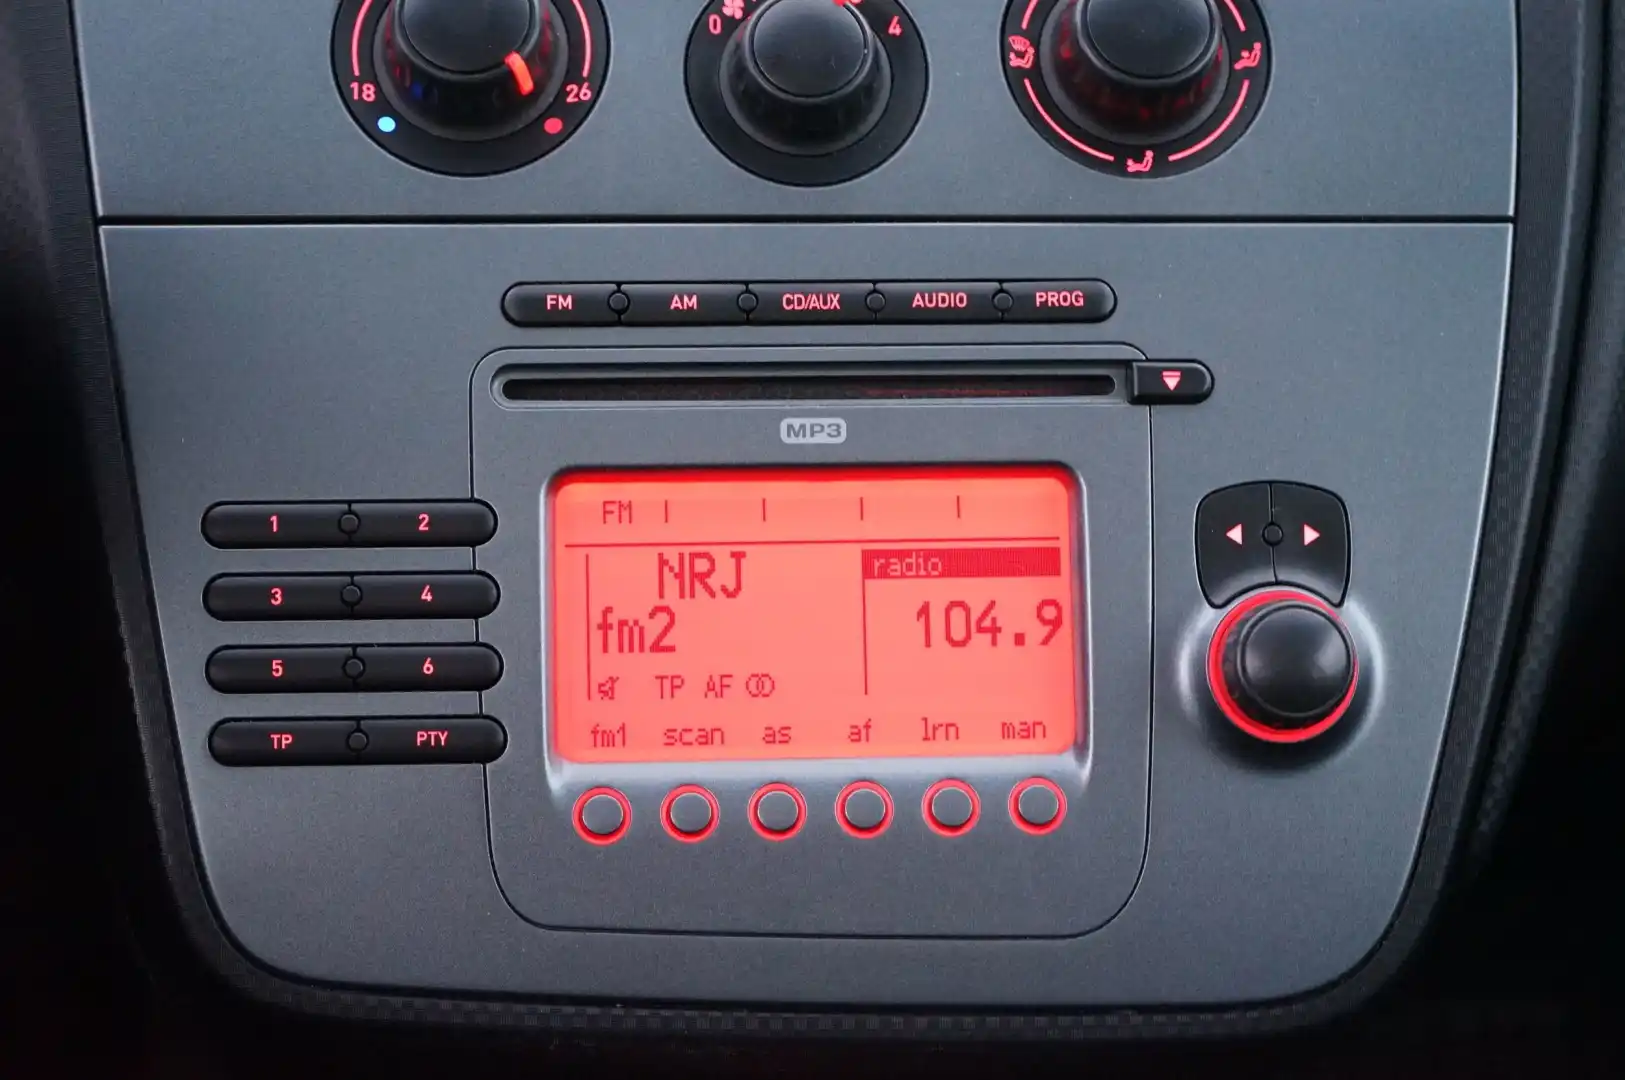 18 26
0 4
FM AM CD/AUX AUDIO PROG
MP3
1 2
3 4
5 6
TP PTY
FM
NRJ
radio
fm2
104.9
TP AF
fm1 scan as af lrn man